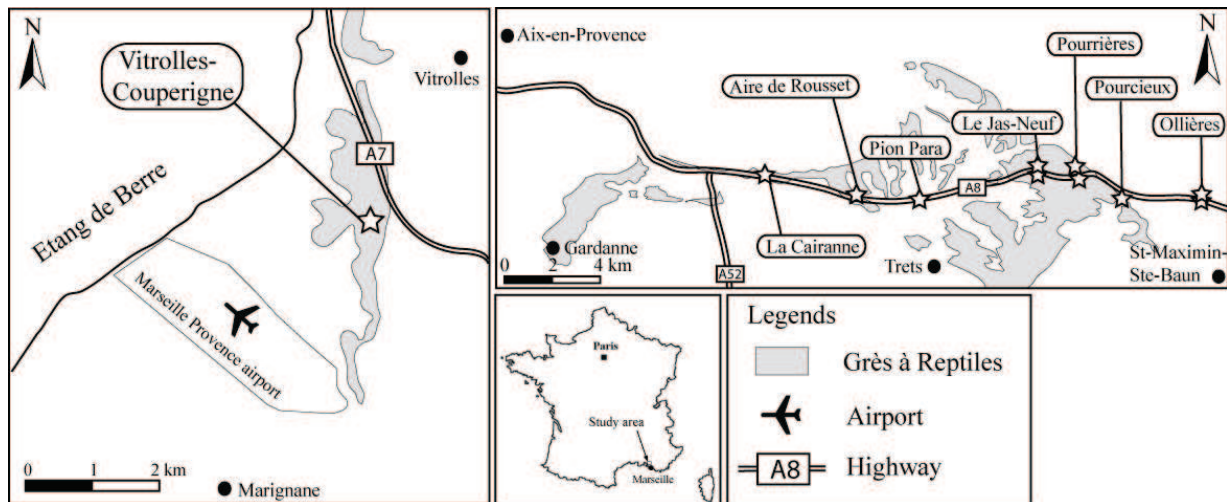 N
Vitrolles-
Couperigne
Vitrolles
A7
Etang de Berre
Marseille Provence airport
0 1 2 km
Marignane
N
Aix-en-Provence
Pourrières
Aire de Rousset
Pourcieux
Le Jas-Neuf
Ollières
Pion Para
A8
La Cairanne
Gardanne
0 2 4 km
A52
Trets
St-Maximin-
Ste-Baun
Paris
Study area
Marseille
Legends
Grès à Reptiles
Airport
A8 Highway